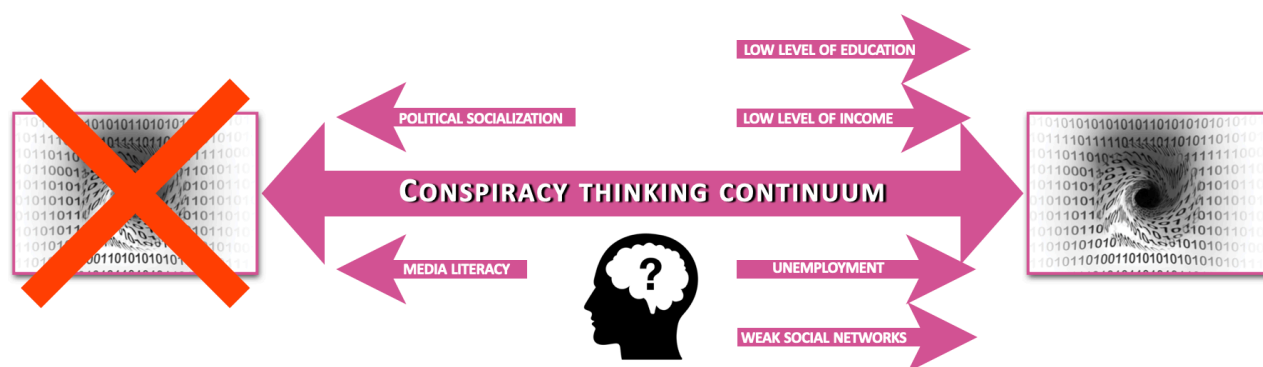 LOW LEVEL OF EDUCATION
POLITICAL SOCIALIZATION
LOW LEVEL OF INCOME
CONSPIRACY THINKING CONTINUUM
MEDIA LITERACY
?
UNEMPLOYMENT
WEAK SOCIAL NETWORKS